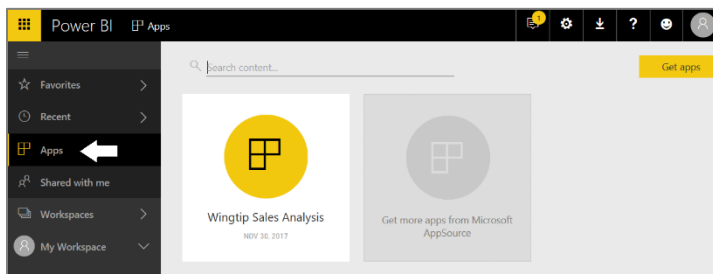 Power BI
Apps
1
?
Favorites
Recent
Apps
Shared with me
Workspaces
My Workspace
Search content...
Get apps
Wingtip Sales Analysis
NOV 30, 2017
Get more apps from Microsoft
AppSource